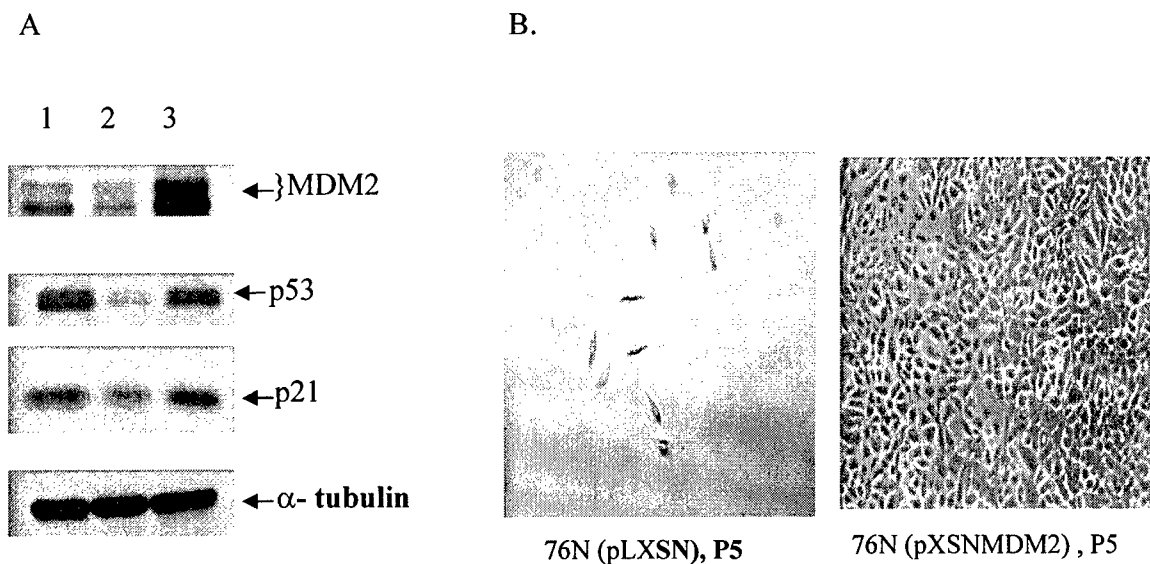 A
B.
1 2 3
}MDM2
p53
p21
α- tubulin
76N (pLXSN), P5
76N (pXSNMDM2) , P5